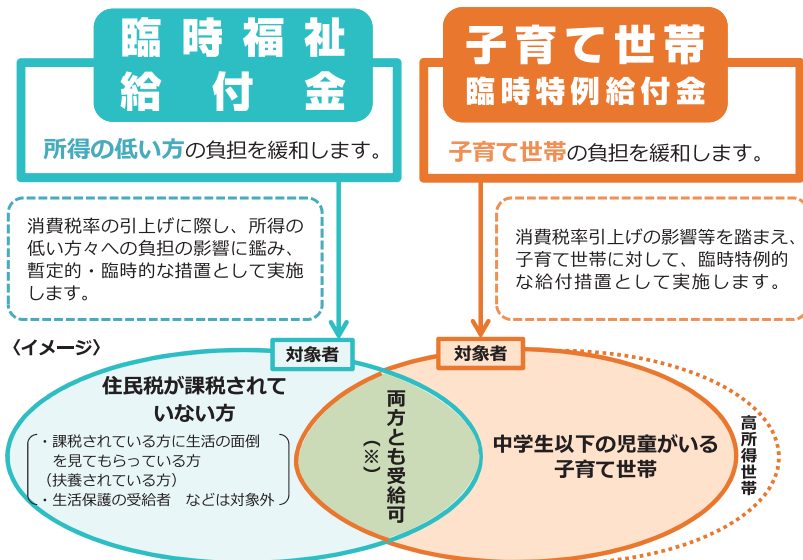 臨時福祉
給付金
所得の低い方の負担を緩和します。
消費税率の引上げに際し、所得の
低い方々への負担の影響に鑑み、
暫定的・臨時的な措置として実施
します。
子育て世帯
臨時特例給付金
子育て世帯の負担を緩和します。
消費税率引上げの影響等を踏まえ、
子育て世帯に対して、臨時特例的
な給付措置として実施します。
〈イメージ〉
対象者
住民税が課税されて
いない方
・課税されている方に生活の面倒
を見てもらっている方
（扶養されている方）
・生活保護の受給者　などは対象外
両方とも受給可
（※）
対象者
中学生以下の児童がいる
子育て世帯
高所得世帯